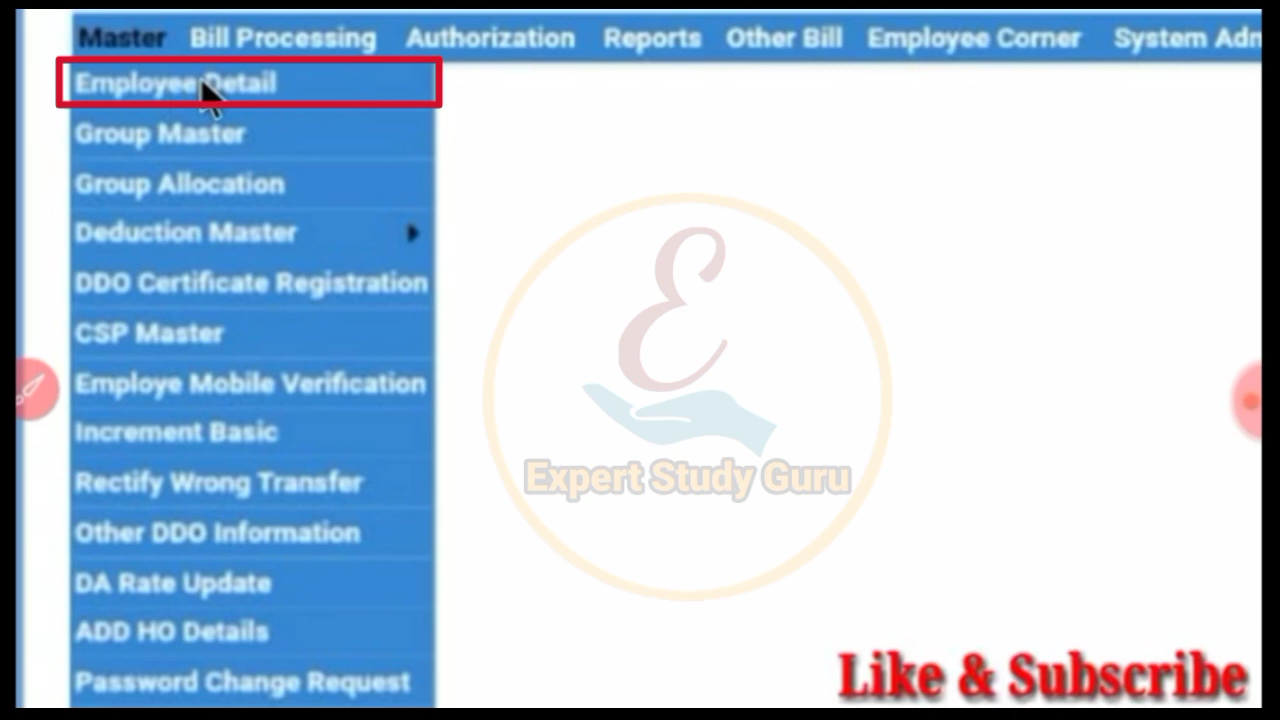 Master Bill Processing Authorization Reports Other Bill Employee Corner System Adn
Employee Detail
Group Master
Group Allocation
Deduction Master
DDO Certificate Registration
CSP Master
Employe Mobile Verification
Increment Basic
Rectify Wrong Transfer
Other DDO Information
DA Rate Update
ADD HO Details
Password Change Request
E
Expert Study Guru
Like & Subscribe